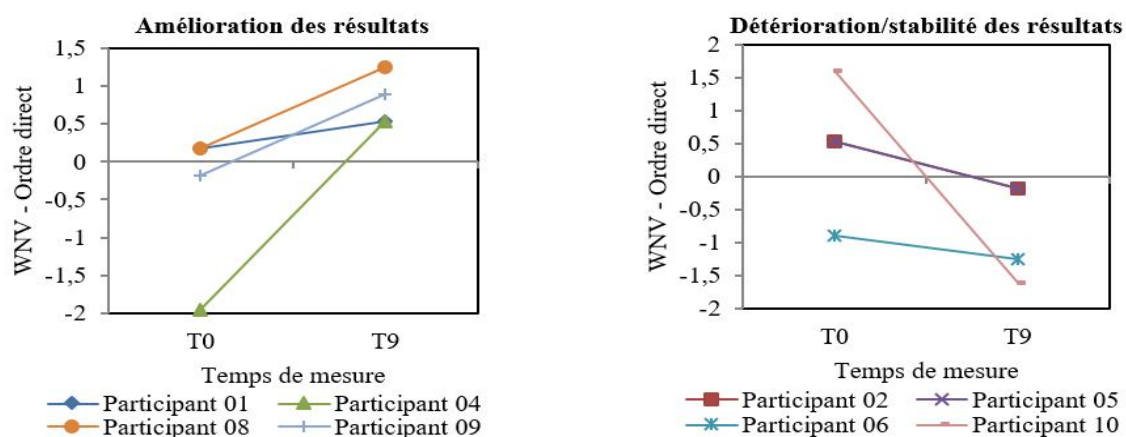 Amélioration des résultats
1,5
1
0,5
0
-0,5
-1
-1,5
-2
WNV - Ordre direct
T0 T9
Temps de mesure
Participant 01 Participant 04
Participant 08 Participant 09
Détérioration/stabilité des résultats
2
1,5
1
0,5
0
-0,5
-1
-1,5
-2
WNV - Ordre direct
T0 T9
Temps de mesure
Participant 02 Participant 05
Participant 06 Participant 10